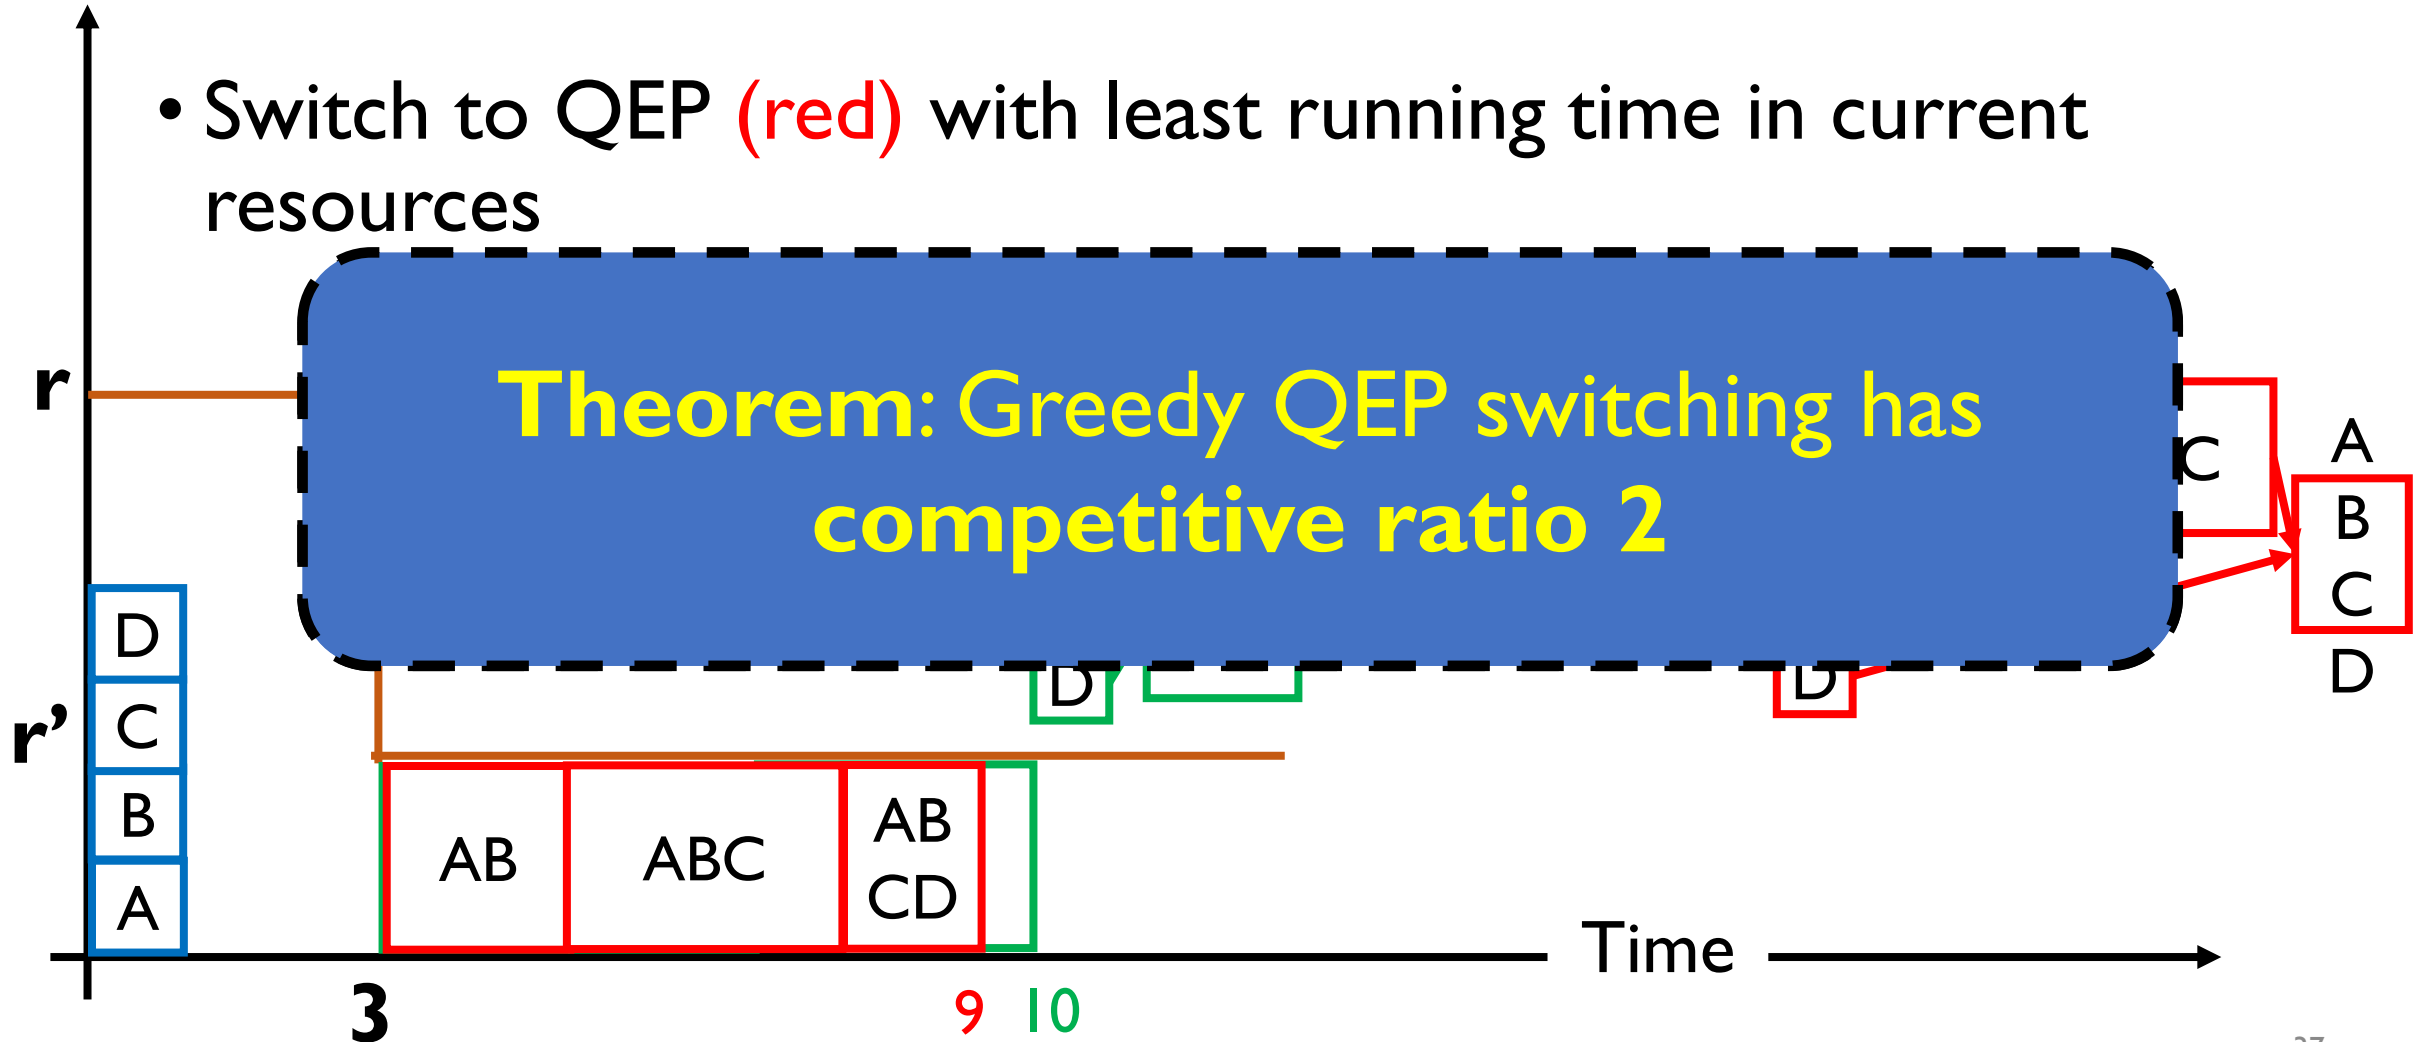 • Switch to QEP (red) with least running time in current
resources
Theorem: Greedy QEP switching has
competitive ratio 2
r
C
A
B
C
D
D
D
D
r’
C
B
A
AB
ABC
AB
CD
Time
3
9
10